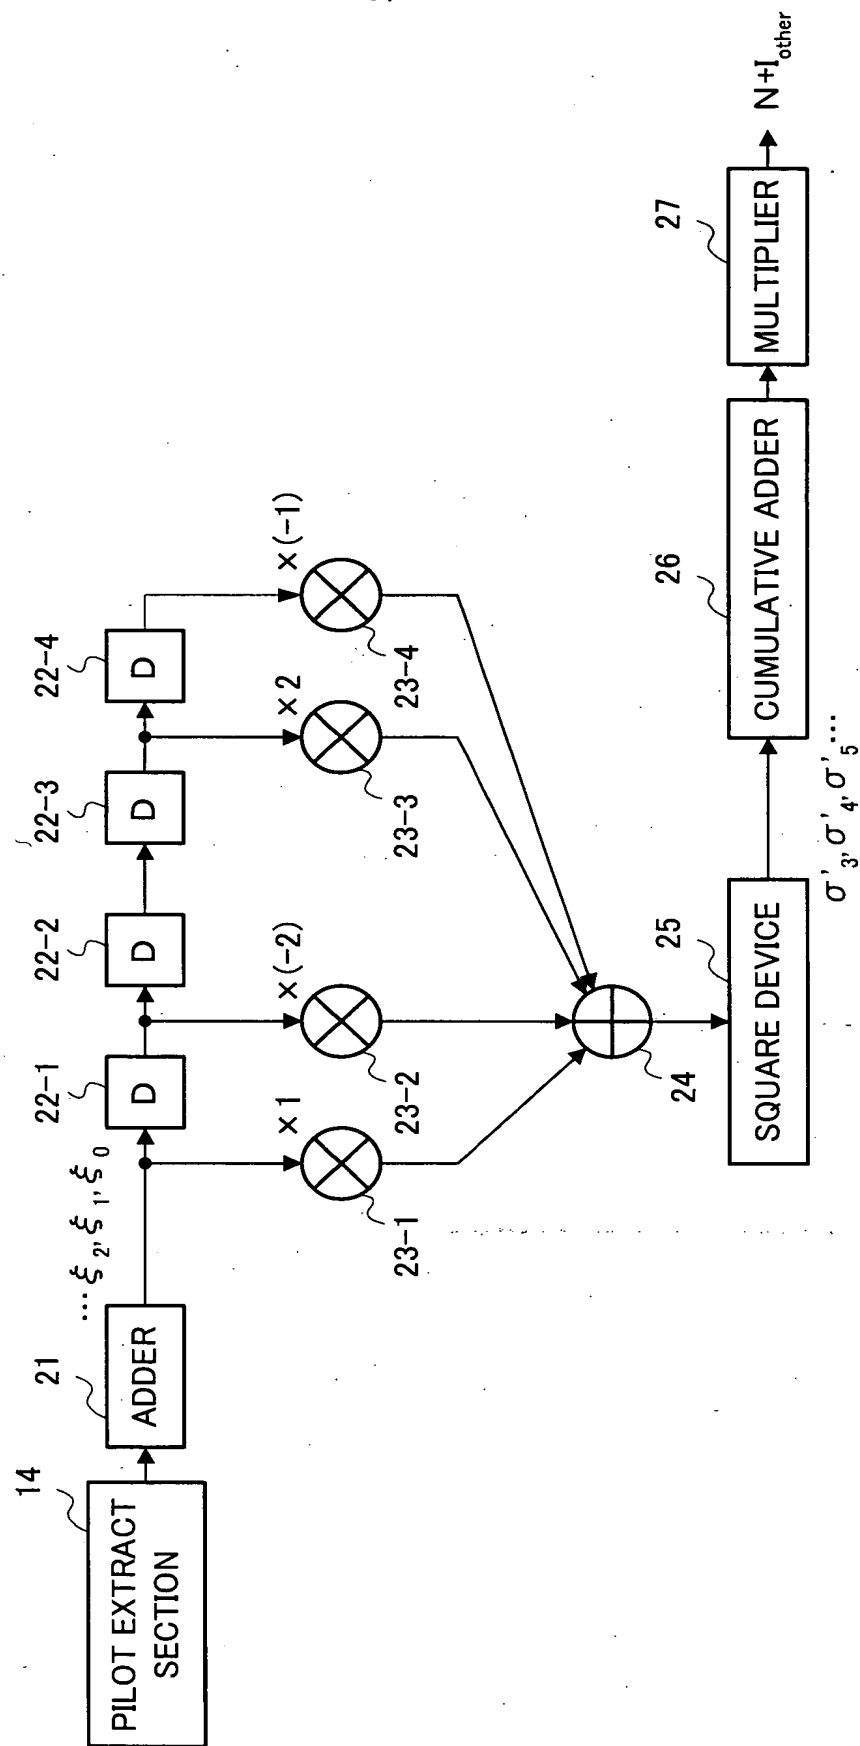 14
PILOT EXTRACT
SECTION
21
ADDER
... ξ2, ξ1, ξ0
22-1
D
22-2
D
22-3
D
22-4
D
×1
23-1
×(-2)
23-2
×2
23-3
×(-1)
23-4
24
25
SQUARE DEVICE
σ'3, σ'4, σ'5 ...
26
CUMULATIVE ADDER
27
MULTIPLIER
N+Iother